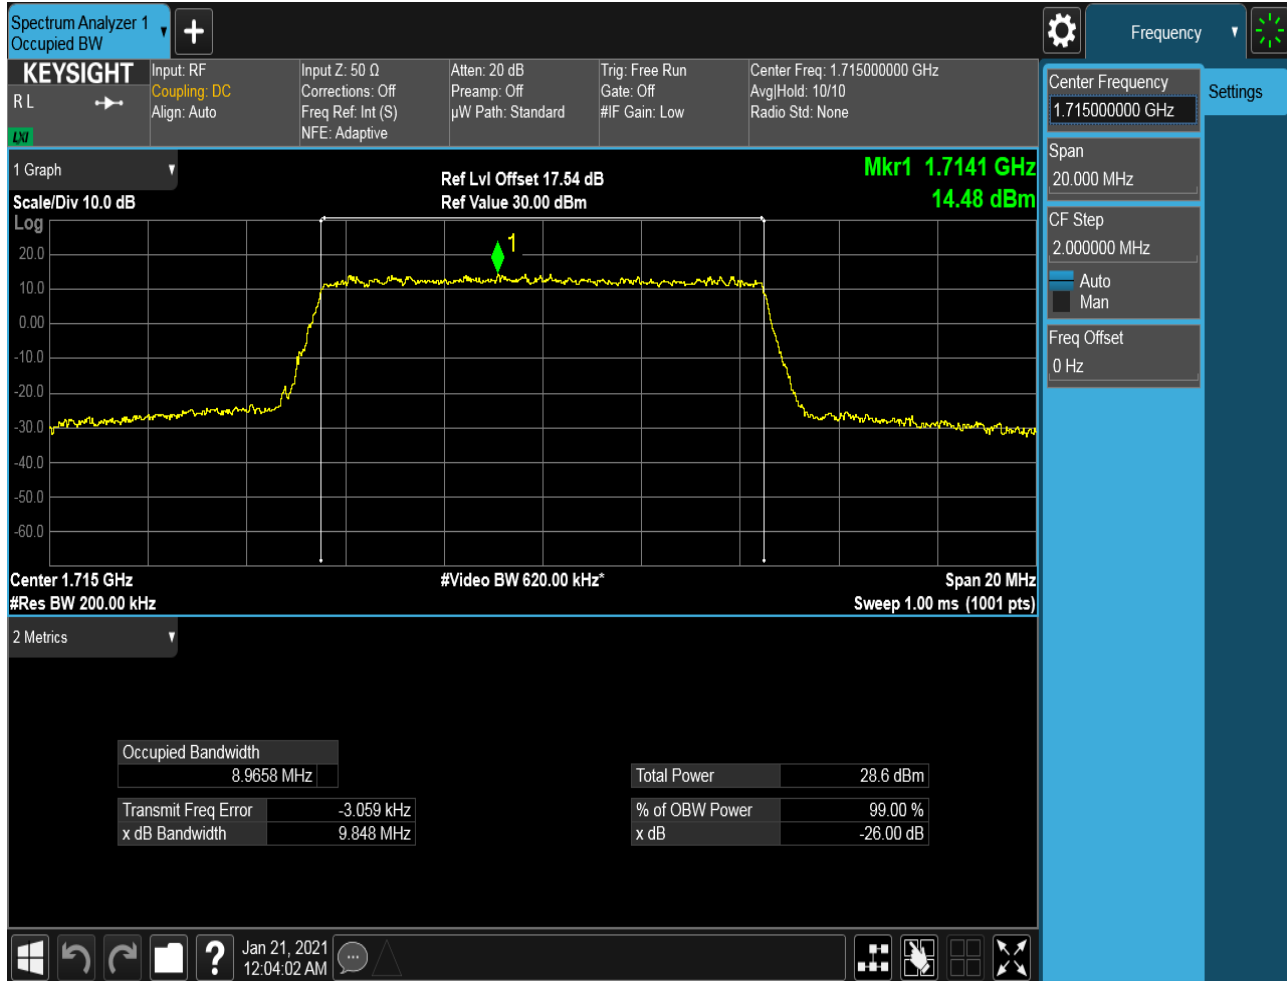 Spectrum Analyzer 1
Occupied BW
Frequency
KEYSIGHT
R L
LXI
Input: RF
Coupling: DC
Align: Auto
Input Z: 50 Ω
Corrections: Off
Freq Ref: Int (S)
NFE: Adaptive
Atten: 20 dB
Preamp: Off
µW Path: Standard
Trig: Free Run
Gate: Off
#IF Gain: Low
Center Freq: 1.715000000 GHz
Avg|Hold: 10/10
Radio Std: None
Center Frequency
1.715000000 GHz
Settings
Span
20.000 MHz
CF Step
2.000000 MHz
Auto
Man
Freq Offset
0 Hz
1 Graph
Scale/Div 10.0 dB
Ref Lvl Offset 17.54 dB
Ref Value 30.00 dBm
Mkr1 1.7141 GHz
14.48 dBm
Log
1
20.0
10.0
0.00
-10.0
-20.0
-30.0
-40.0
-50.0
-60.0
Center 1.715 GHz
#Video BW 620.00 kHz*
Span 20 MHz
#Res BW 200.00 kHz
Sweep 1.00 ms (1001 pts)
2 Metrics
Occupied Bandwidth
8.9658 MHz
Total Power 28.6 dBm
Transmit Freq Error -3.059 kHz
% of OBW Power 99.00 %
x dB Bandwidth 9.848 MHz
x dB -26.00 dB
?
Jan 21, 2021
12:04:02 AM